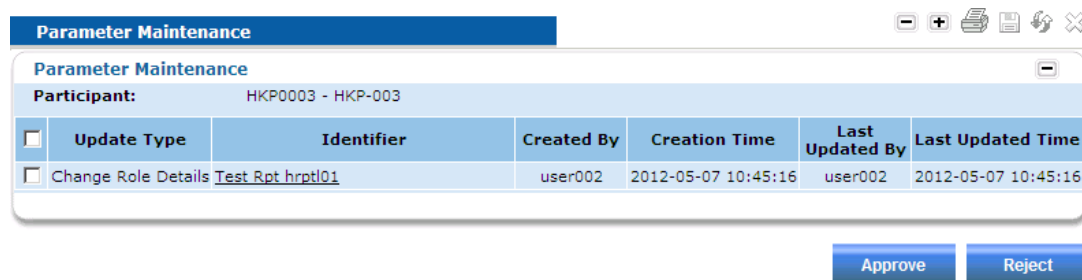 Parameter Maintenance
Parameter Maintenance
Participant: HKP0003 - HKP-003
Update Type Identifier Created By Creation Time Last Updated By Last Updated Time
Change Role Details Test Rpt hrptl01 user002 2012-05-07 10:45:16 user002 2012-05-07 10:45:16
Approve Reject